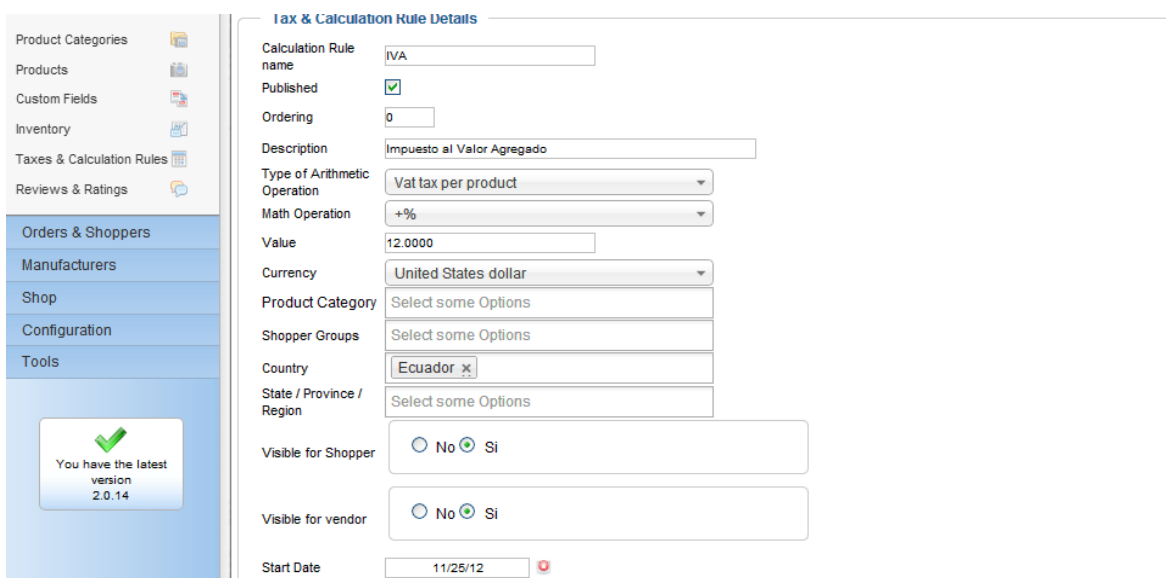 Tax & Calculation Rule Details
Product Categories
Products
Custom Fields
Inventory
Taxes & Calculation Rules
Reviews & Ratings
Orders & Shoppers
Manufacturers
Shop
Configuration
Tools
You have the latest
version
2.0.14
Calculation Rule
name
IVA
Published
Ordering
0
Description
Impuesto al Valor Agregado
Type of Arithmetic
Operation
Vat tax per product
Math Operation
+%
Value
12.0000
Currency
United States dollar
Product Category
Select some Options
Shopper Groups
Select some Options
Country
Ecuador x
State / Province /
Region
Select some Options
Visible for Shopper
No Si
Visible for vendor
No Si
Start Date
11/25/12